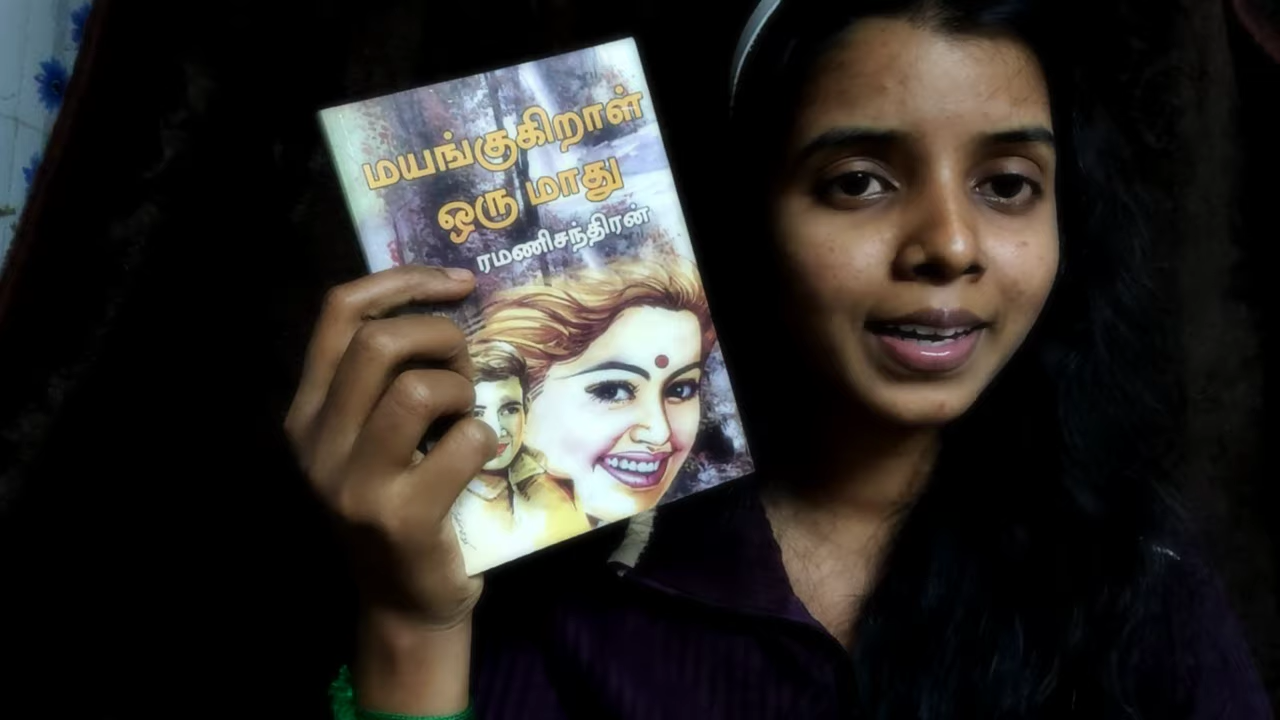 மயங்குகிறாள்
ஒரு மாது
ரமணிசந்திரன்